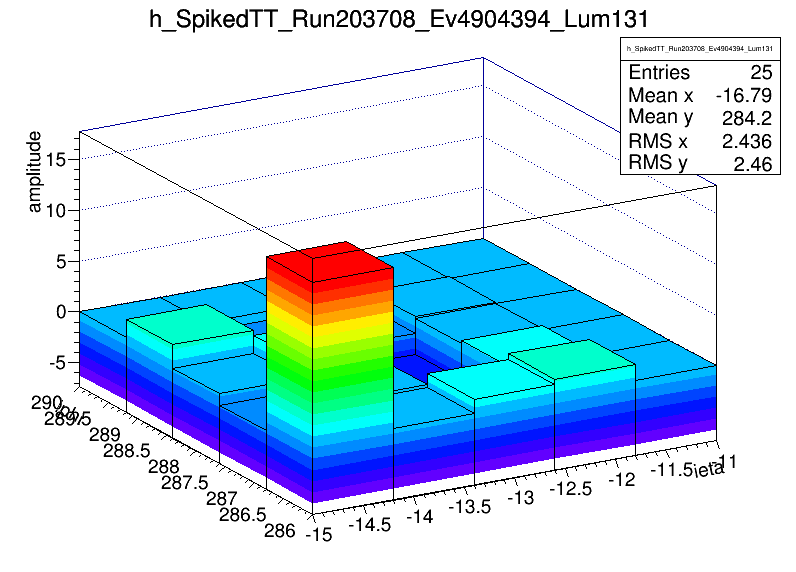 h_SpikedTT_Run203708_Ev4904394_Lum131
h_SpikedTT_Run203708_Ev4904394_Lum131
Entries 25
Mean x -16.79
Mean y 284.2
RMS x 2.436
RMS y 2.46
amplitude
15
10
5
0
-5
290
289.5
289
288.5
288
287.5
287
286.5
286
-15
-14.5
-14
-13.5
-13
-12.5
-12
-11.5
-11
ieta